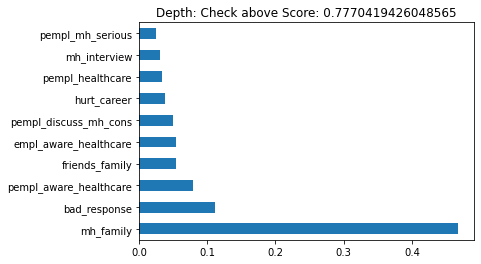 Depth: Check above Score: 0.7770419426048565
pempl_mh_serious
mh_interview
pempl_healthcare
hurt_career
pempl_discuss_mh_cons
empl_aware_healthcare
friends_family
pempl_aware_healthcare
bad_response
mh_family
0.0 0.1 0.2 0.3 0.4